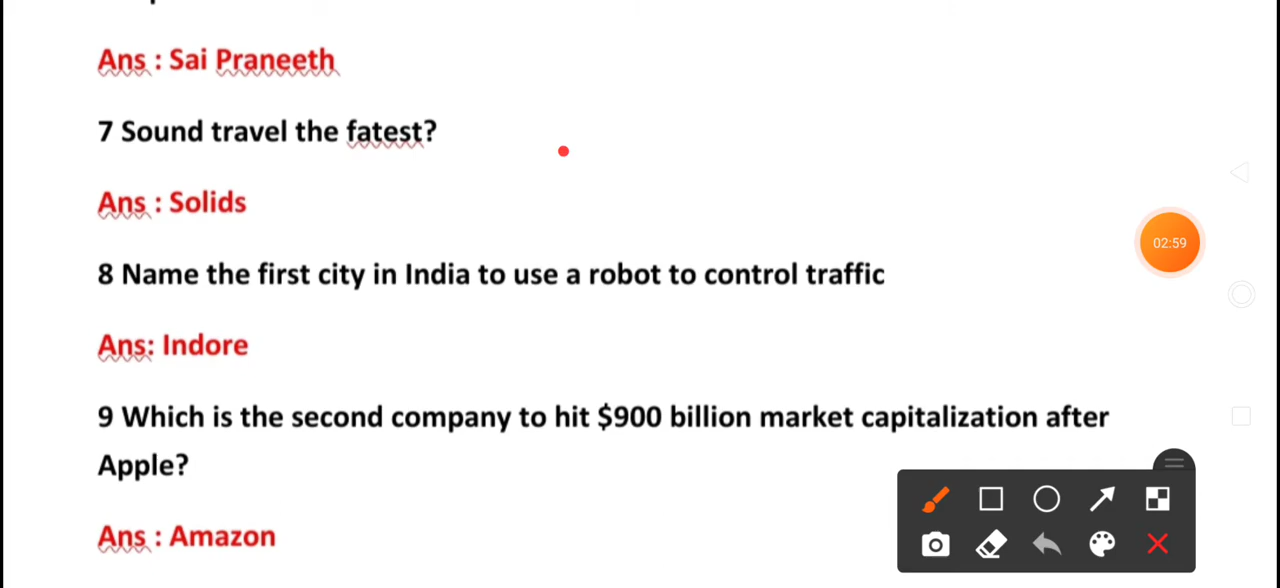 Ans : Sai Praneeth
7 Sound travel the fatest?
Ans : Solids
02:59
8 Name the first city in India to use a robot to control traffic
Ans: Indore
9 Which is the second company to hit $900 billion market capitalization after
Apple?
Ans : Amazon